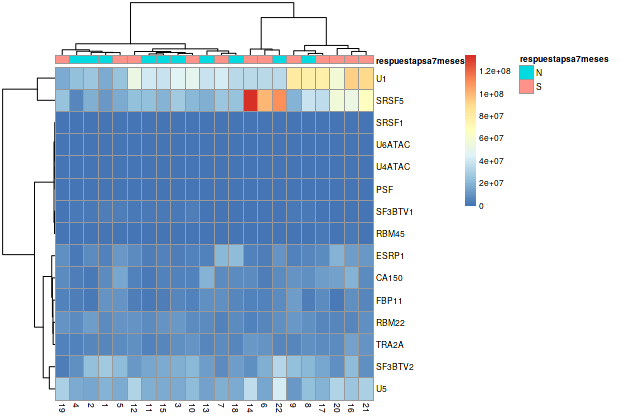 respuestapsa7meses
U1
SRSF5
SRSF1
U6ATAC
U4ATAC
PSF
SF3BTV1
RBM45
ESRP1
CA150
FBP11
RBM22
TRA2A
SF3BTV2
U5
19 4 2 1 5 12 11 15 3 10 13 7 18 14 6 22 9 8 17 20 16 21
1.2e+08
1e+08
8e+07
6e+07
4e+07
2e+07
0
respuestapsa7meses
N
S